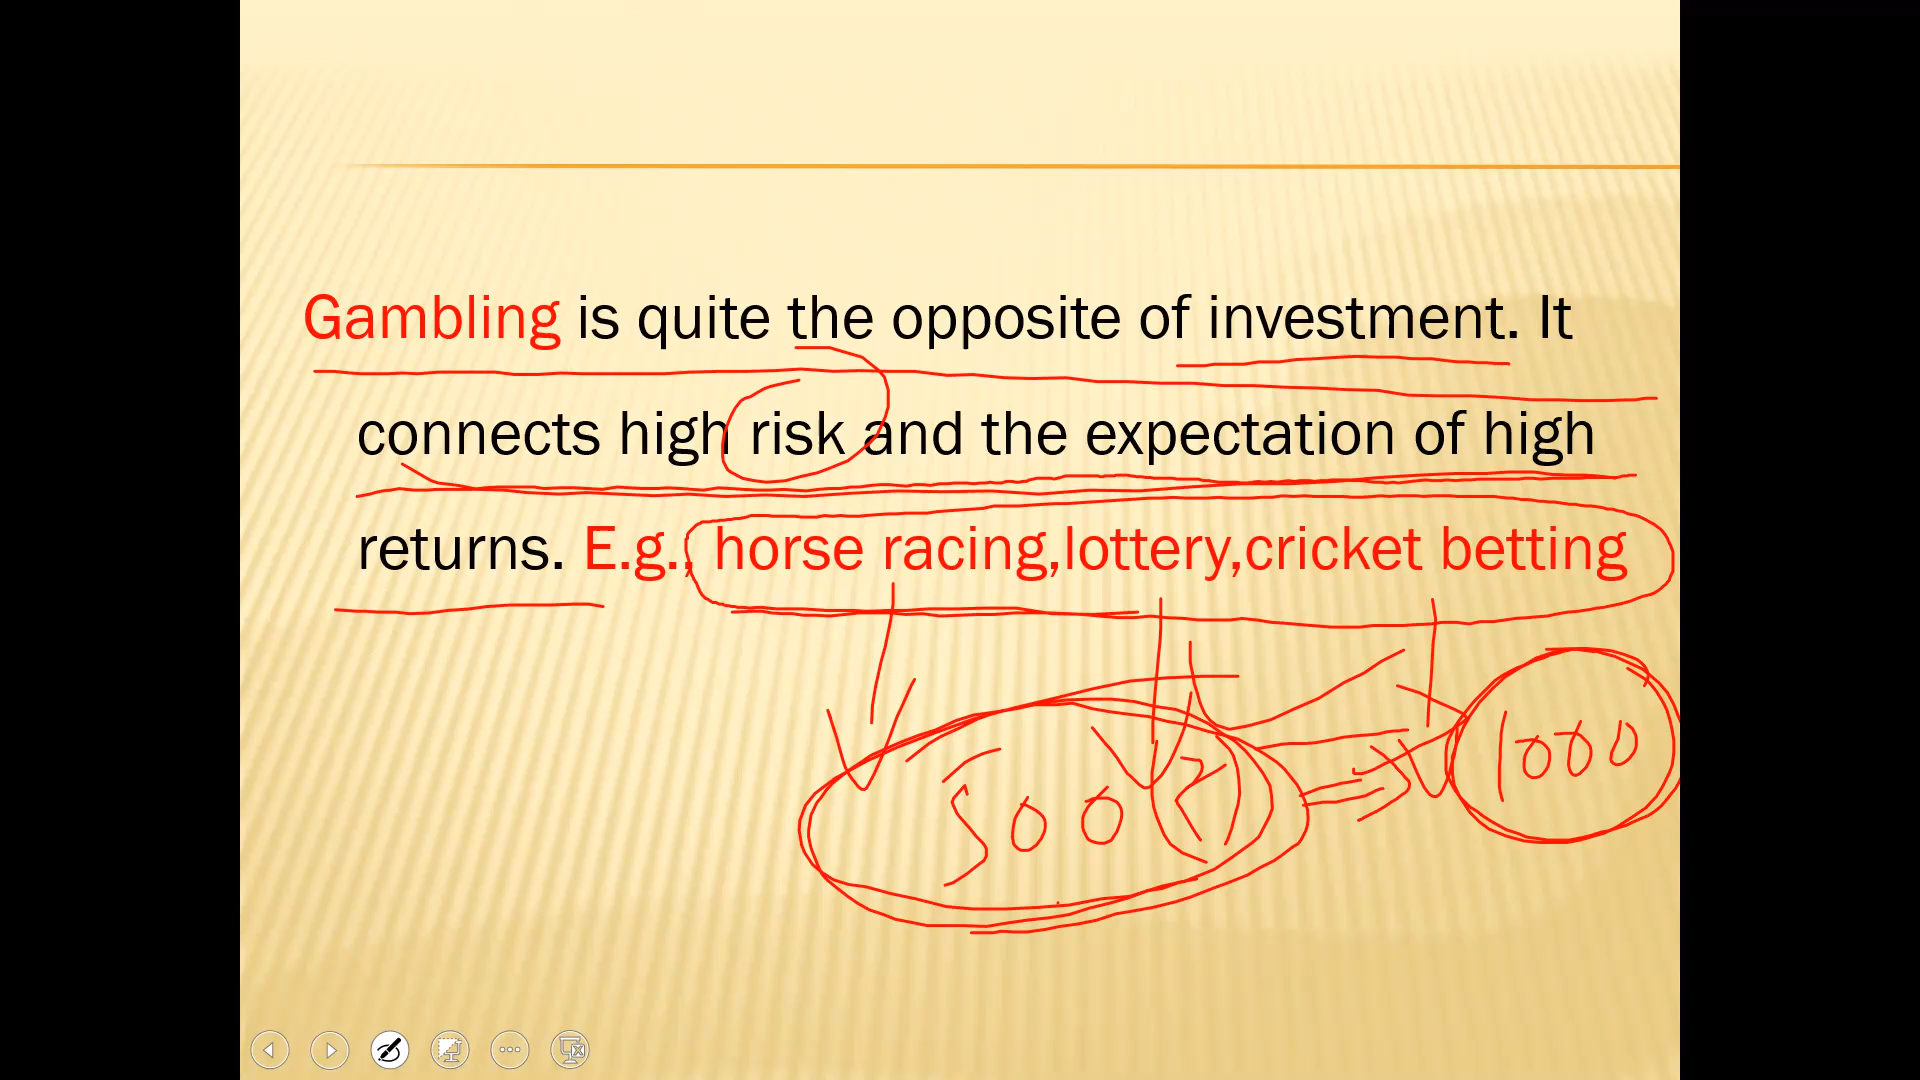 Gambling is quite the opposite of investment. It
connects high risk and the expectation of high
returns. E.g., horse racing,lottery,cricket betting
1000
500